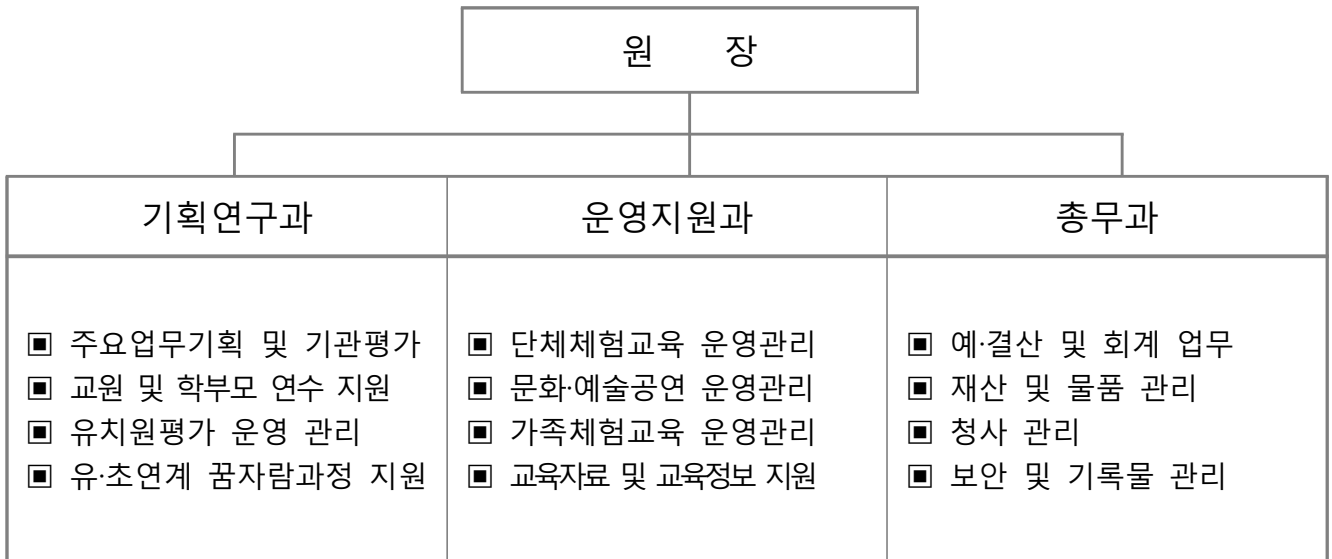 원 장
기획연구과
운영지원과
총무과
▣ 주요업무기획 및 기관평가
▣ 교원 및 학부모 연수 지원
▣ 유치원평가 운영 관리
▣ 유·초연계 꿈자람과정 지원
▣ 단체체험교육 운영관리
▣ 문화·예술공연 운영관리
▣ 가족체험교육 운영관리
▣ 교육자료 및 교육정보 지원
▣ 예·결산 및 회계 업무
▣ 재산 및 물품 관리
▣ 청사 관리
▣ 보안 및 기록물 관리